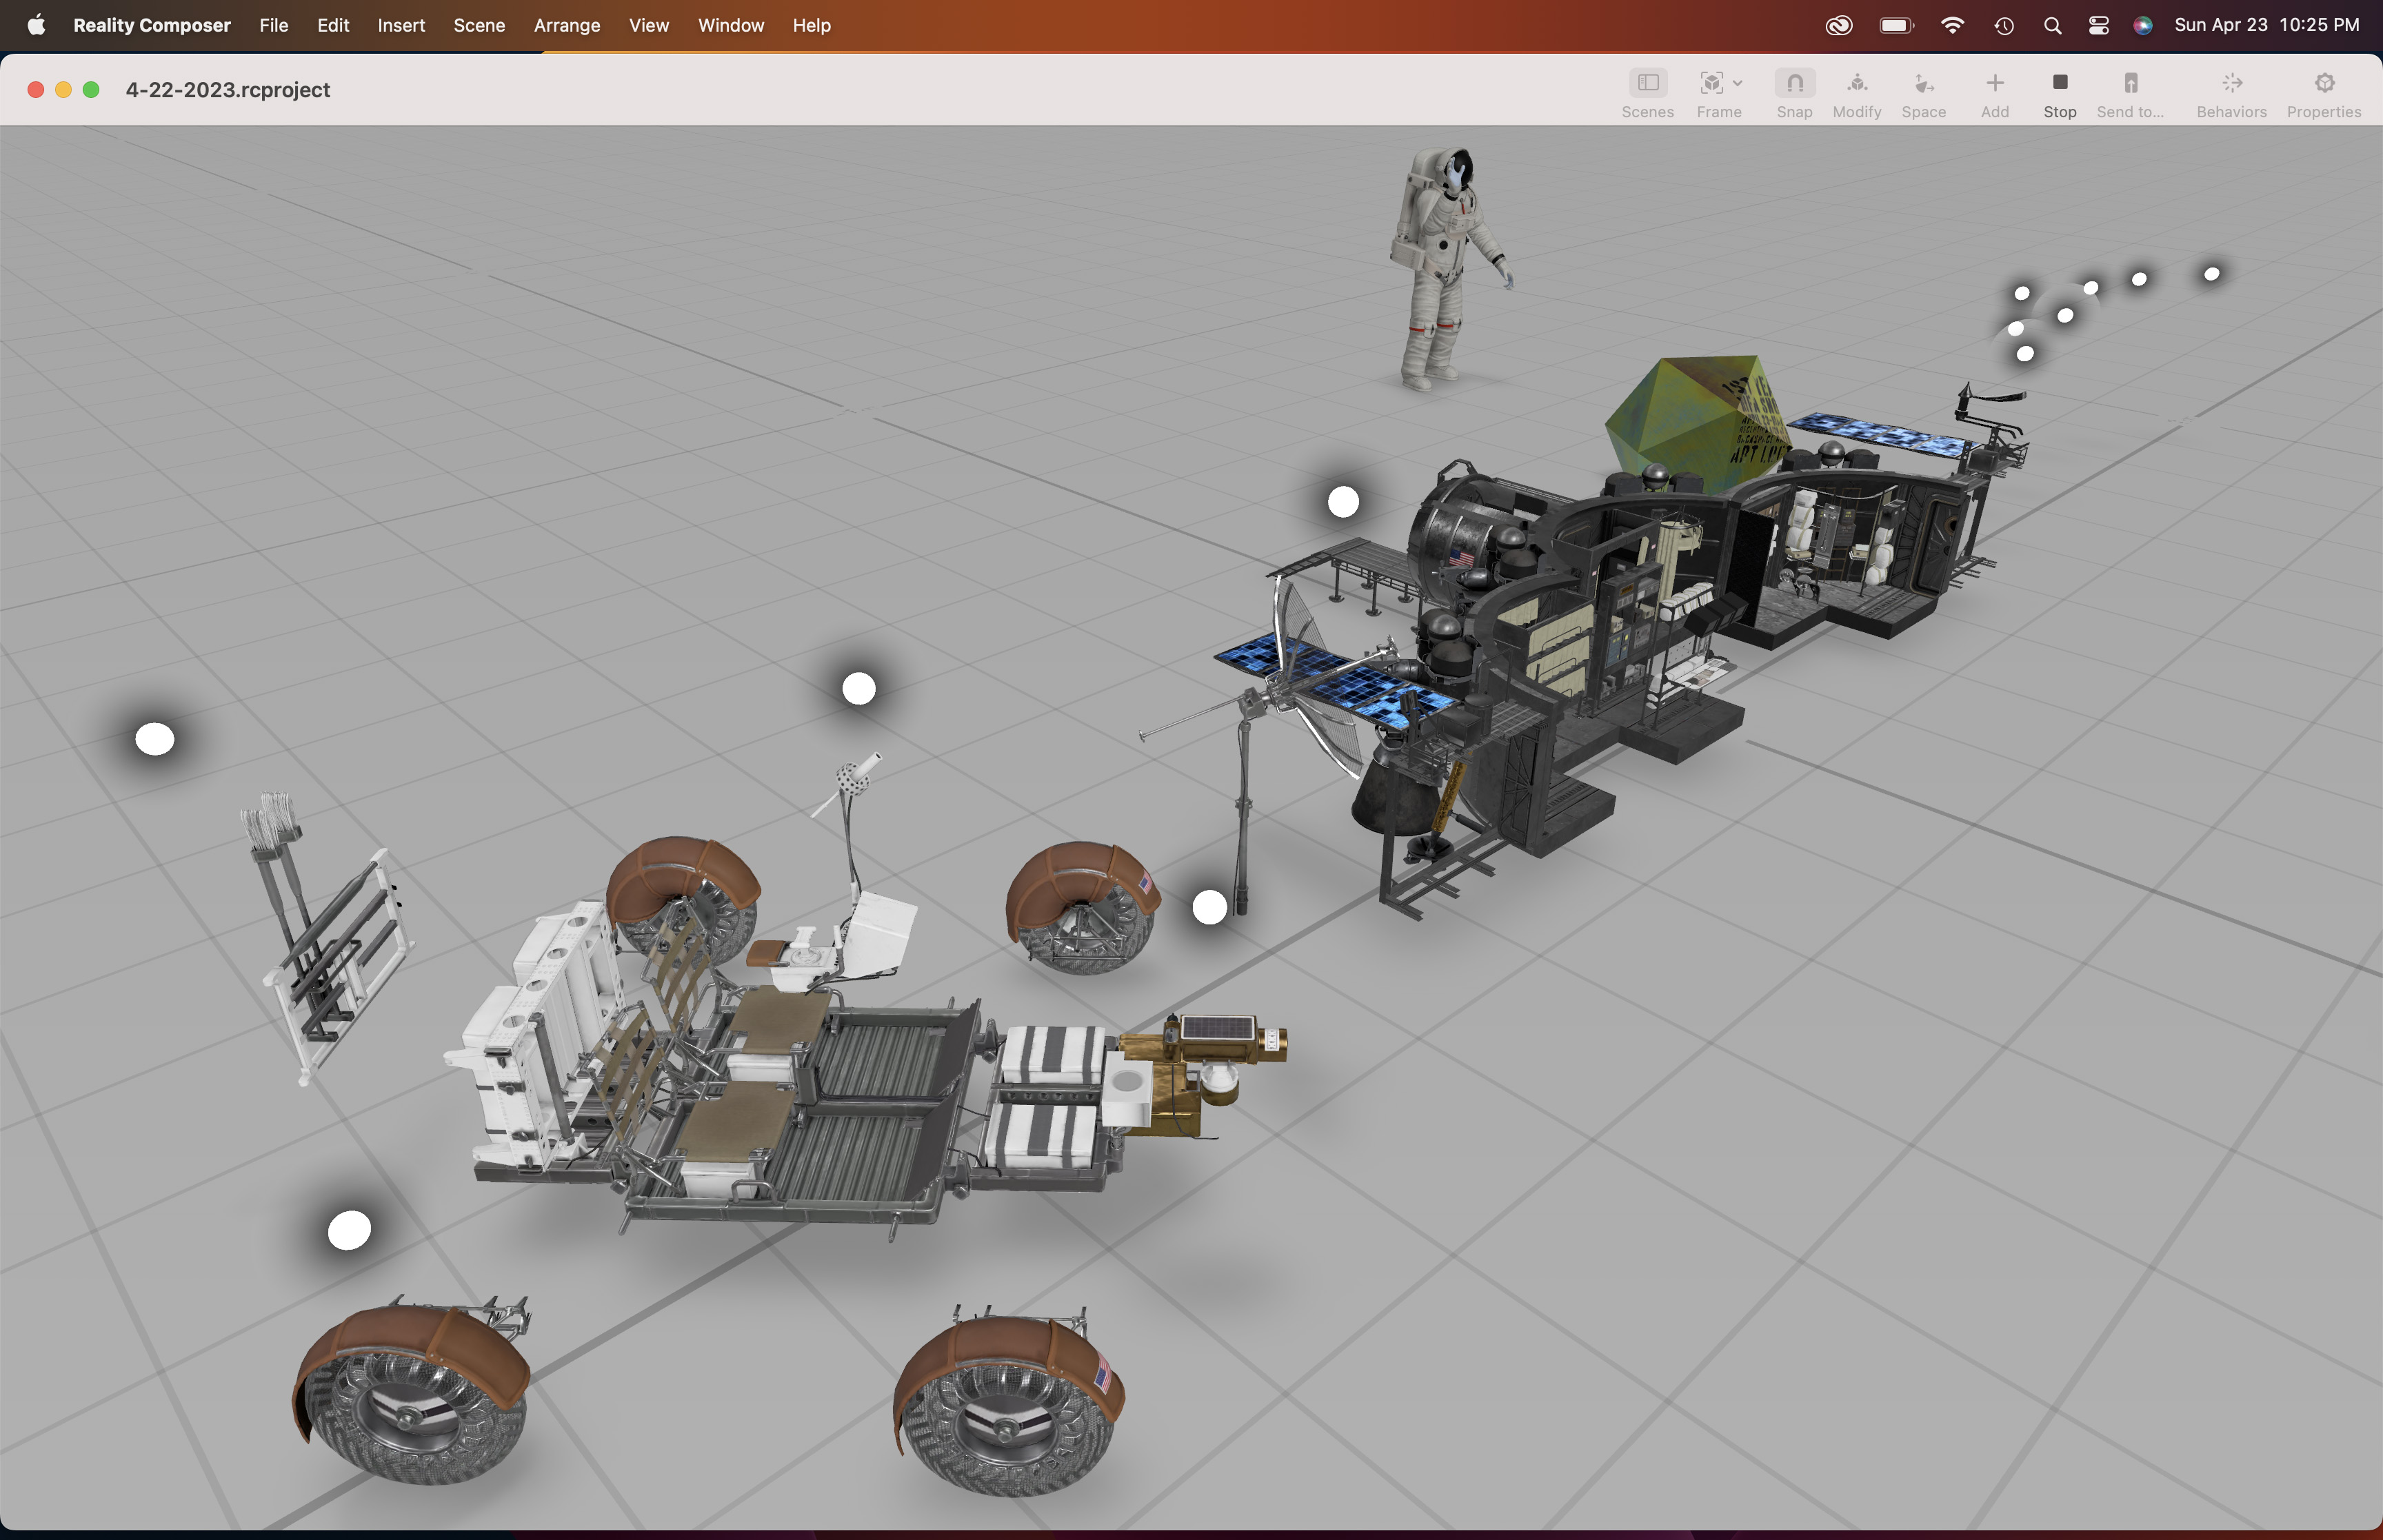 Reality Composer File Edit Insert Scene Arrange View Window Help Sun Apr 23 10:25 PM
4-22-2023.rcproject
Scenes Frame Snap Modify Space Add Stop Send to... Behaviors Properties